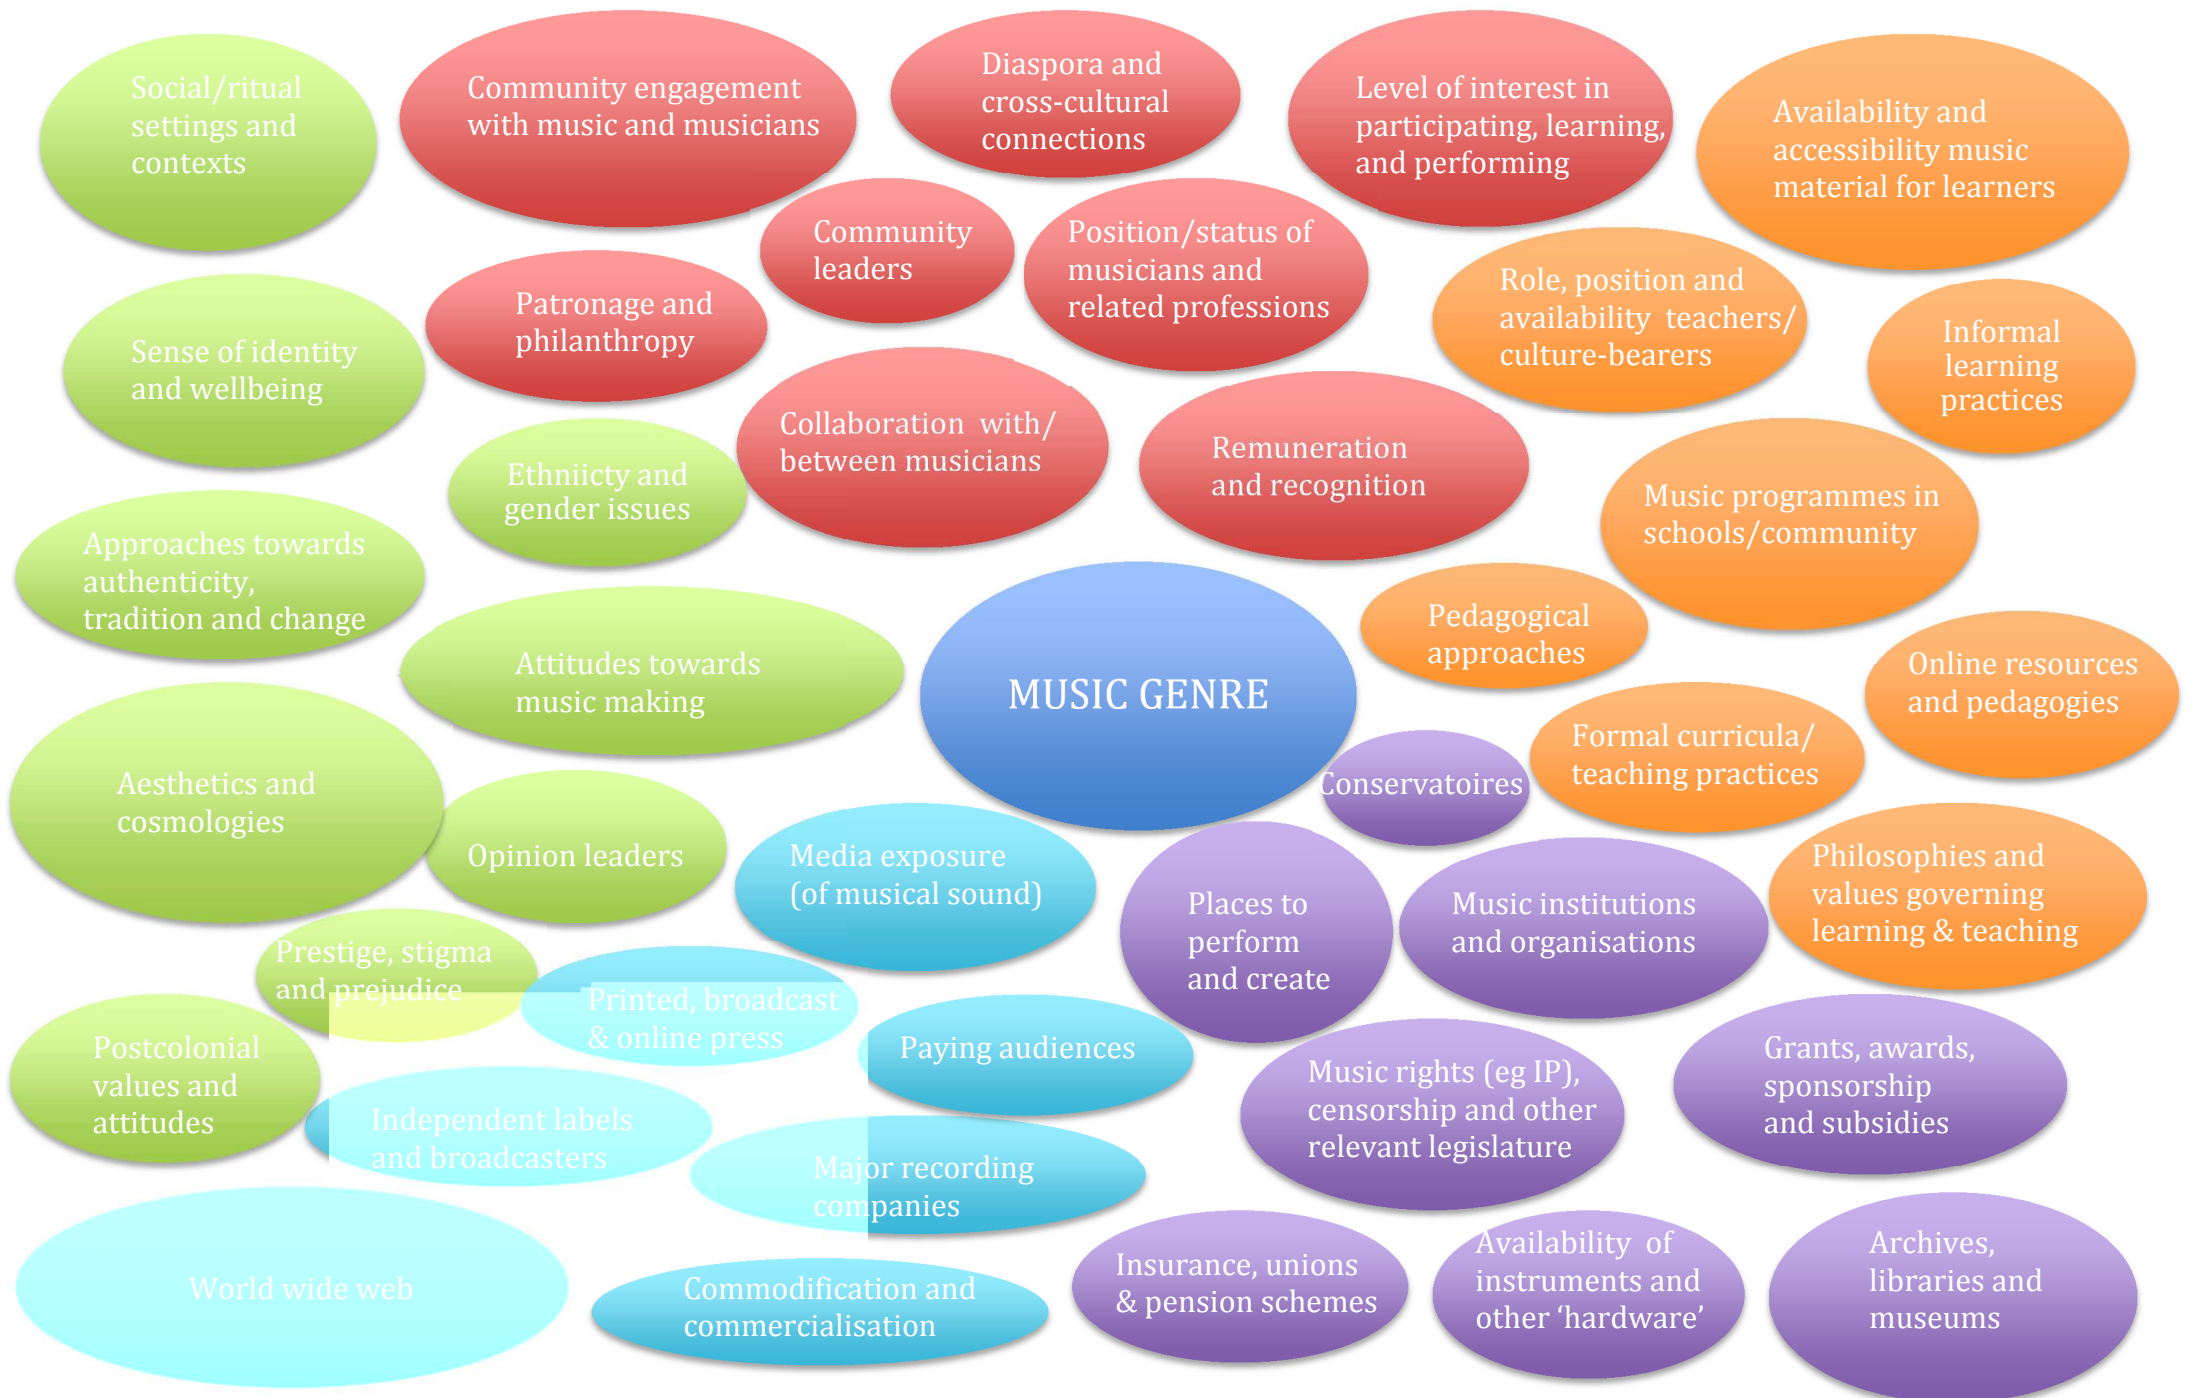 Social/ritual
settings and
contexts
Community engagement
with music and musicians
Diaspora and
cross-cultural
connections
Level of interest in
participating, learning,
and performing
Availability and
accessibility music
material for learners
Community
leaders
Position/status of
musicians and
related professions
Patronage and
philanthropy
Role, position and
availability teachers/
culture-bearers
Informal
learning
practices
Sense of identity
and wellbeing
Ethniicty and
gender issues
Collaboration with/
between musicians
Remuneration
and recognition
Music programmes in
schools/community
Approaches towards
authenticity,
tradition and change
Attitudes towards
music making
MUSIC GENRE
Pedagogical
approaches
Online resources
and pedagogies
Formal curricula/
teaching practices
Conservatoires
Aesthetics and
cosmologies
Opinion leaders
Media exposure
(of musical sound)
Places to
perform
and create
Music institutions
and organisations
Philosophies and
values governing
learning & teaching
Prestige, stigma
and prejudice
Printed, broadcast
& online press
Paying audiences
Postcolonial
values and
attitudes
Independent labels
and broadcasters
Music rights (eg IP),
censorship and other
relevant legislature
Grants, awards,
sponsorship
and subsidies
Major recording
companies
World wide web
Commodification and
commercialisation
Insurance, unions
& pension schemes
Availability of
instruments and
other ‘hardware’
Archives,
libraries and
museums